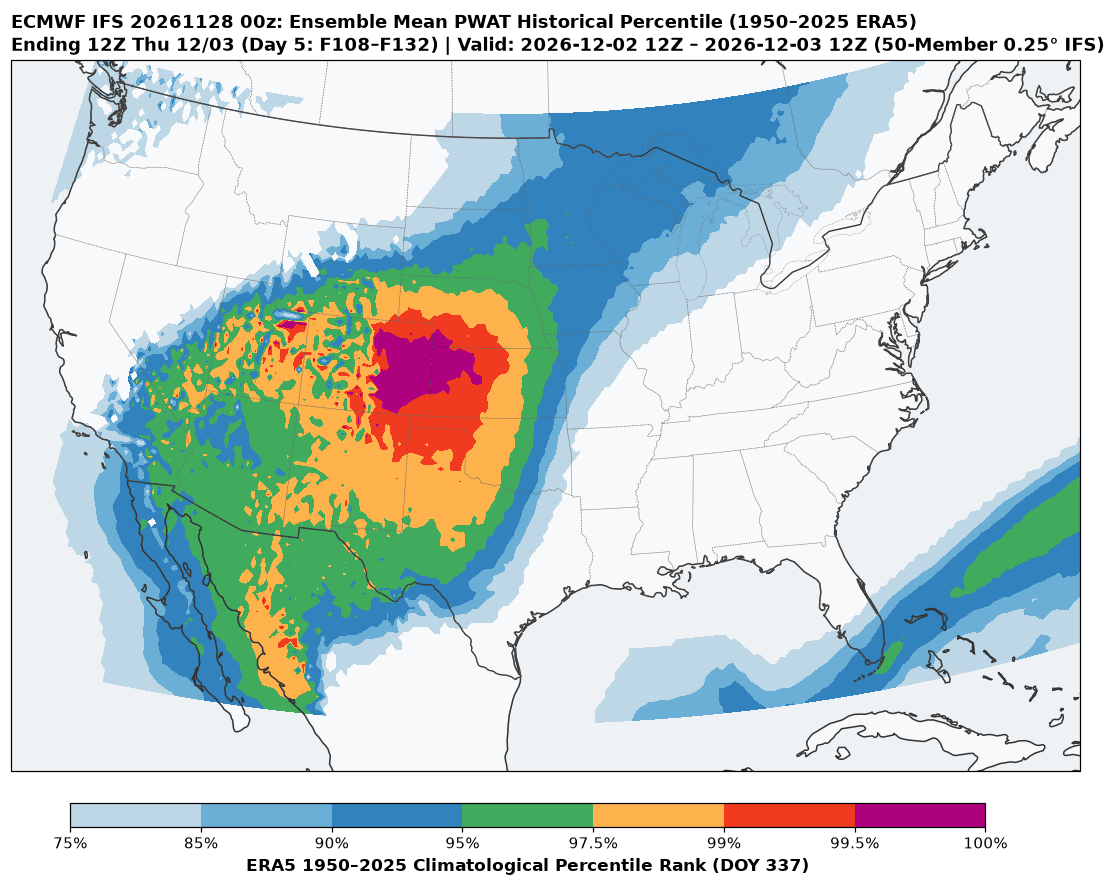 ECMWF IFS 20261128 00z: Ensemble Mean PWAT Historical Percentile (1950–2025 ERA5)
Ending 12Z Thu 12/03 (Day 5: F108–F132) | Valid: 2026-12-02 12Z – 2026-12-03 12Z (50-Member 0.25° IFS)
75% 85% 90% 95% 97.5% 99% 99.5% 100%
ERA5 1950–2025 Climatological Percentile Rank (DOY 337)